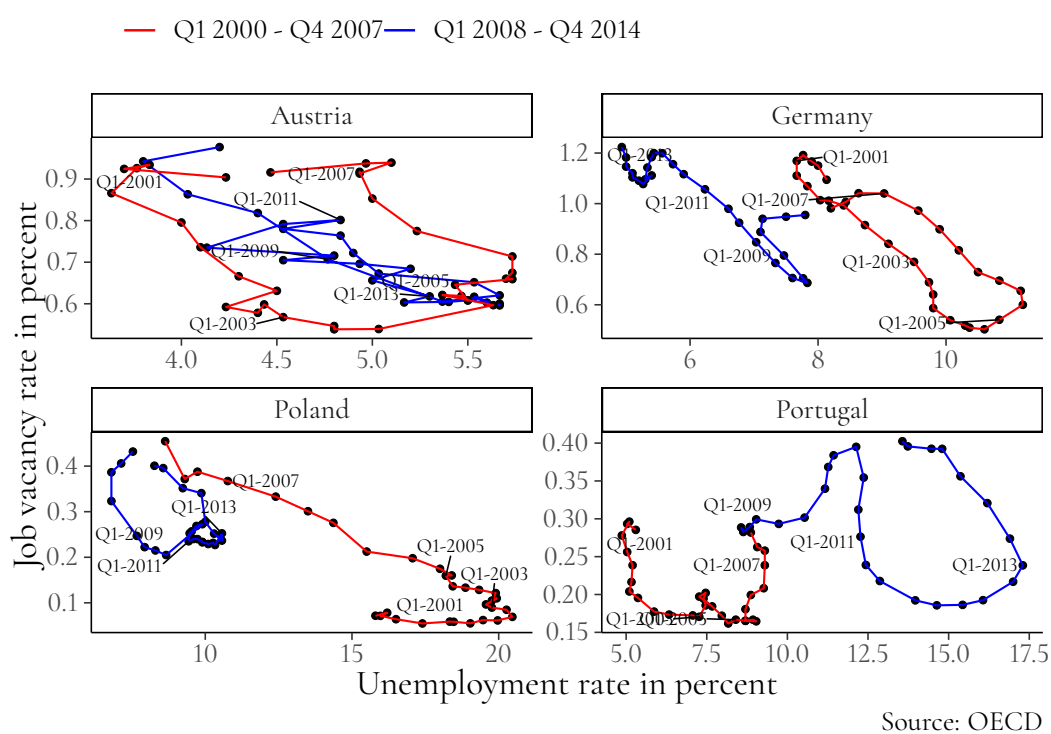 Q1 2000 - Q4 2007 Q1 2008 - Q4 2014
Austria
Germany
0.9
0.8
0.7
0.6
Q1-2001
Q1-2007
Q1-2011
Q1-2009
Q1-2005
Q1-2013
Q1-2003
4.0 4.5 5.0 5.5
1.2
1.0
0.8
0.6
Q1-2013
Q1-2001
Q1-2011
Q1-2007
Q1-2009
Q1-2003
Q1-2005
6 8 10
Poland
Portugal
0.4
0.3
0.2
0.1
Q1-2007
Q1-2013
Q1-2009
Q1-2011
Q1-2005
Q1-2003
Q1-2001
10 15 20
0.40
0.35
0.30
0.25
0.20
0.15
Q1-2009
Q1-2001
Q1-2011
Q1-2007
Q1-2013
Q1-2003
Q1-2005
5.0 7.5 10.0 12.5 15.0 17.5
Job vacancy rate in percent
Unemployment rate in percent
Source: OECD